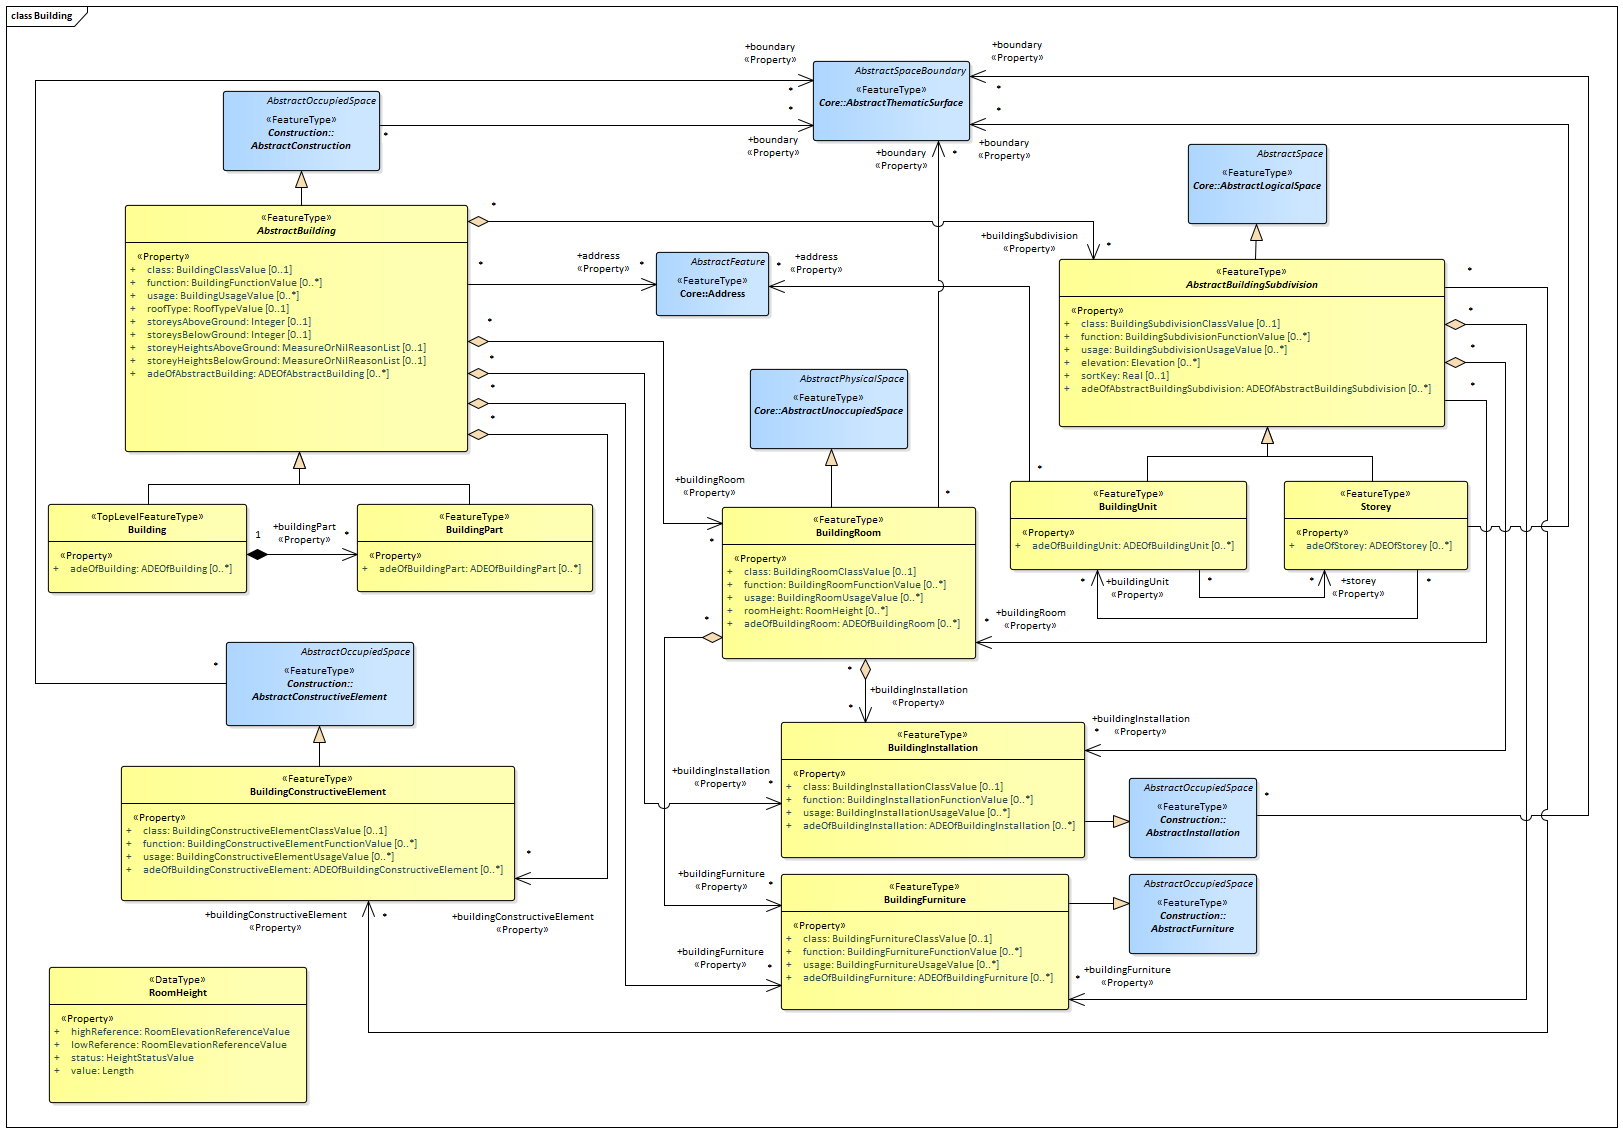 class Building
+boundary
«Property»
*
*
+boundary
«Property»
AbstractSpaceBoundary
«FeatureType»
Core::AbstractThematicSurface
+boundary
«Property»
*
*
+boundary
«Property»
+boundary
«Property»
*
AbstractOccupiedSpace
«FeatureType»
Construction::
AbstractConstruction
*
AbstractSpace
«FeatureType»
Core::AbstractLogicalSpace
«FeatureType»
AbstractBuilding
«Property»
+ class: BuildingClassValue [0..1]
+ function: BuildingFunctionValue [0..*]
+ usage: BuildingUsageValue [0..*]
+ roofType: RoofTypeValue [0..1]
+ storeysAboveGround: Integer [0..1]
+ storeysBelowGround: Integer [0..1]
+ storeyHeightsAboveGround: MeasureOrNilReasonList [0..1]
+ storeyHeightsBelowGround: MeasureOrNilReasonList [0..1]
+ adeOfAbstractBuilding: ADEOfAbstractBuilding [0..*]
*
*
*
*
*
*
+address
«Property»
*
AbstractFeature
«FeatureType»
Core::Address
*
+address
«Property»
+buildingSubdivision
«Property»
*
«FeatureType»
AbstractBuildingSubdivision
«Property»
+ class: BuildingSubdivisionClassValue [0..1]
+ function: BuildingSubdivisionFunctionValue [0..*]
+ usage: BuildingSubdivisionUsageValue [0..*]
+ elevation: Elevation [0..*]
+ sortKey: Real [0..1]
+ adeOfAbstractBuildingSubdivision: ADEOfAbstractBuildingSubdivision [0..*]
*
*
*
*
AbstractPhysicalSpace
«FeatureType»
Core::AbstractUnoccupiedSpace
«TopLevelFeatureType»
Building
«Property»
+ adeOfBuilding: ADEOfBuilding [0..*]
1
+buildingPart
«Property»
*
«FeatureType»
BuildingPart
«Property»
+ adeOfBuildingPart: ADEOfBuildingPart [0..*]
+buildingRoom
«Property»
*
*
«FeatureType»
BuildingRoom
«Property»
+ class: BuildingRoomClassValue [0..1]
+ function: BuildingRoomFunctionValue [0..*]
+ usage: BuildingRoomUsageValue [0..*]
+ roomHeight: RoomHeight [0..*]
+ adeOfBuildingRoom: ADEOfBuildingRoom [0..*]
*
*
«FeatureType»
BuildingUnit
«Property»
+ adeOfBuildingUnit: ADEOfBuildingUnit [0..*]
«FeatureType»
Storey
«Property»
+ adeOfStorey: ADEOfStorey [0..*]
*
*
+buildingUnit
«Property»
*
*
+storey
«Property»
*
+buildingRoom
«Property»
*
*
*
+buildingInstallation
«Property»
*
AbstractOccupiedSpace
«FeatureType»
Construction::
AbstractConstructiveElement
«FeatureType»
BuildingInstallation
«Property»
+ class: BuildingInstallationClassValue [0..1]
+ function: BuildingInstallationFunctionValue [0..*]
+ usage: BuildingInstallationUsageValue [0..*]
+ adeOfBuildingInstallation: ADEOfBuildingInstallation [0..*]
+buildingInstallation
«Property»
*
+buildingInstallation
*
«Property»
AbstractOccupiedSpace
«FeatureType»
Construction::
AbstractInstallation
*
«FeatureType»
BuildingConstructiveElement
«Property»
+ class: BuildingConstructiveElementClassValue [0..1]
+ function: BuildingConstructiveElementFunctionValue [0..*]
+ usage: BuildingConstructiveElementUsageValue [0..*]
+ adeOfBuildingConstructiveElement: ADEOfBuildingConstructiveElement [0..*]
*
+buildingConstructiveElement
«Property»
*
+buildingConstructiveElement
«Property»
+buildingFurniture
«Property»
*
+buildingFurniture
«Property»
*
«FeatureType»
BuildingFurniture
«Property»
+ class: BuildingFurnitureClassValue [0..1]
+ function: BuildingFurnitureFunctionValue [0..*]
+ usage: BuildingFurnitureUsageValue [0..*]
+ adeOfBuildingFurniture: ADEOfBuildingFurniture [0..*]
AbstractOccupiedSpace
«FeatureType»
Construction::
AbstractFurniture
*
+buildingFurniture
«Property»
«DataType»
RoomHeight
«Property»
+ highReference: RoomElevationReferenceValue
+ lowReference: RoomElevationReferenceValue
+ status: HeightStatusValue
+ value: Length